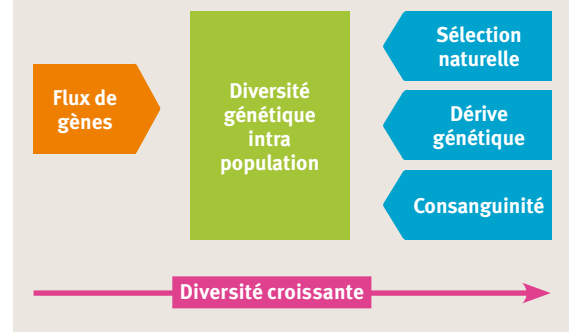 Flux de
gènes
Diversité
génétique
intra
population
Sélection
naturelle
Dérive
génétique
Consanguinité
Diversité croissante